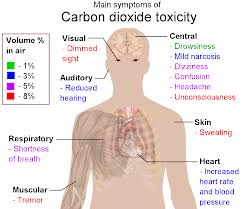 Main symptoms of
Carbon dioxide toxicity
Volume %
in air
- 1%
- 3%
- 5%
- 8%
Visual
- Dimmed
sight
Auditory
- Reduced
hearing
Central
- Drowsiness
- Mild narcosis
- Dizziness
- Confusion
- Headache
- Unconsciousness
Skin
- Sweating
Respiratory
- Shortness
of breath
Heart
- Increased
heart rate
and blood
pressure
Muscular
- Tremor